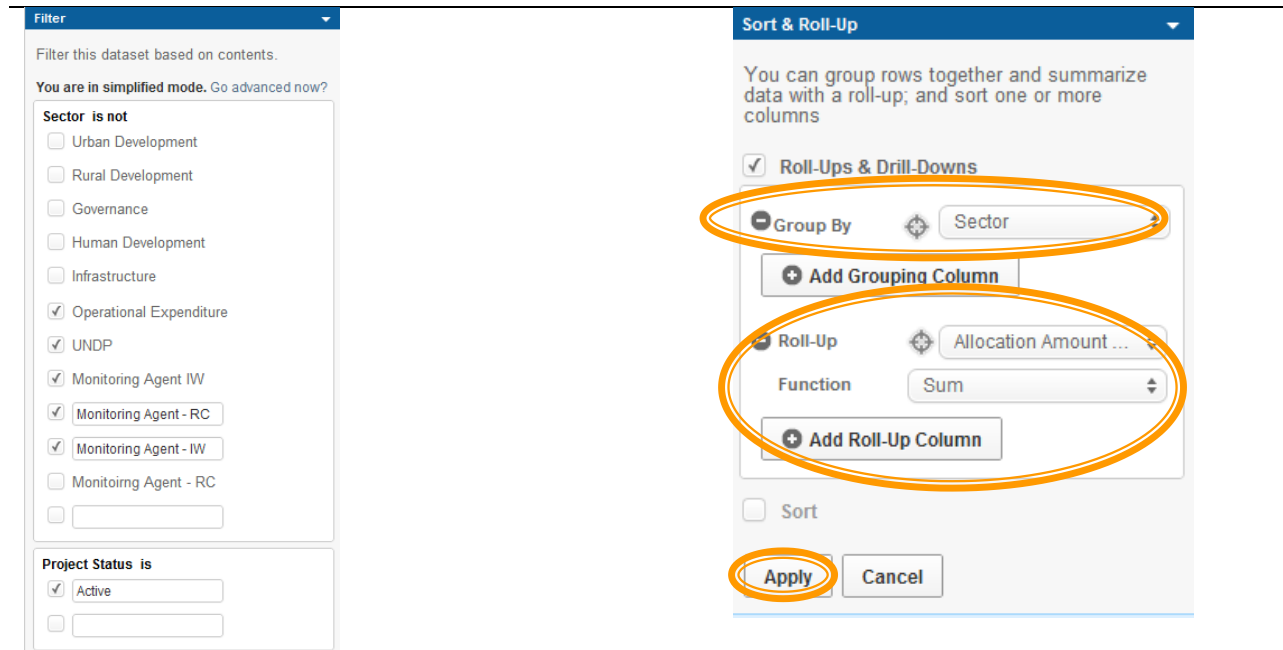 Filter
Filter this dataset based on contents.
You are in simplified mode. Go advanced now?
Sector is not
Urban Development
Rural Development
Governance
Human Development
Infrastructure
Operational Expenditure
UNDP
Monitoring Agent IW
Monitoring Agent - RC
Monitoring Agent - IW
Monitoirng Agent - RC
Project Status is
Active
Sort & Roll-Up
You can group rows together and summarize
data with a roll-up; and sort one or more
columns
Roll-Ups & Drill-Downs
Group By Sector
Add Grouping Column
Roll-Up Allocation Amount ...
Function Sum
Add Roll-Up Column
Sort
Apply Cancel